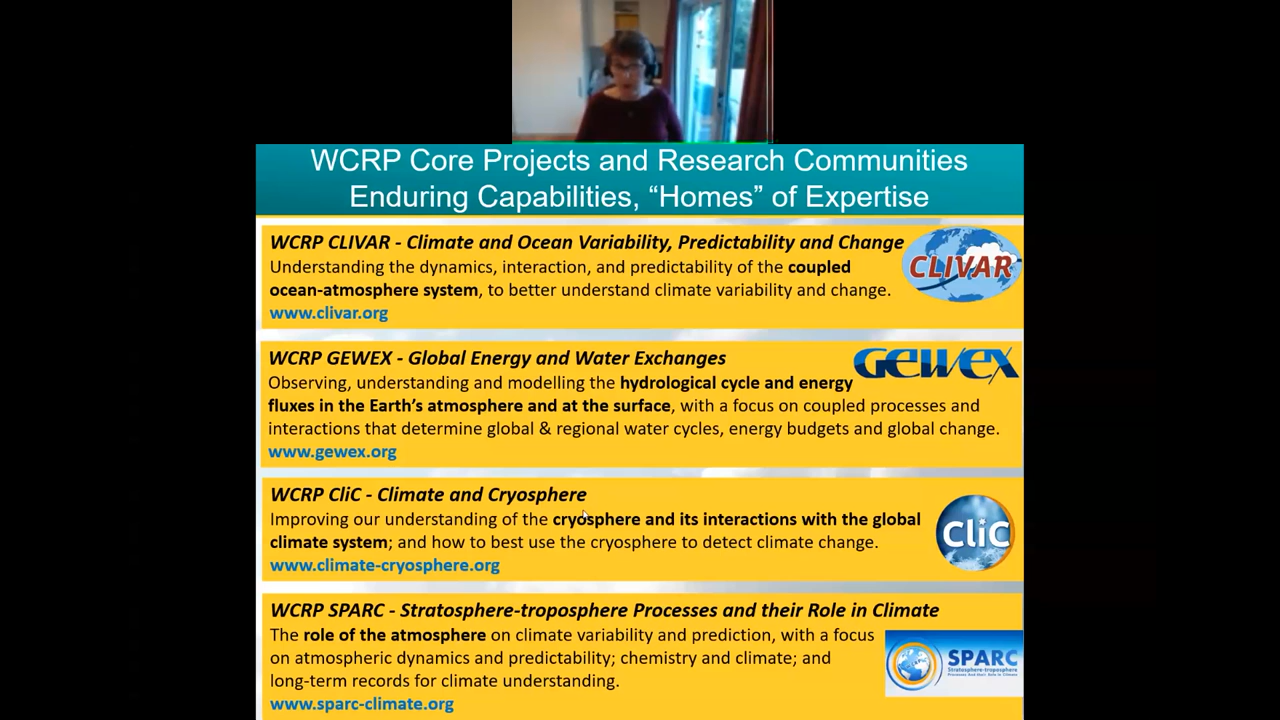 WCRP Core Projects and Research Communities
Enduring Capabilities, “Homes” of Expertise
WCRP CLIVAR - Climate and Ocean Variability, Predictability and Change
Understanding the dynamics, interaction, and predictability of the coupled
ocean-atmosphere system, to better understand climate variability and change.
www.clivar.org
CLIVAR
WCRP GEWEX - Global Energy and Water Exchanges
Observing, understanding and modelling the hydrological cycle and energy
fluxes in the Earth’s atmosphere and at the surface, with a focus on coupled processes and
interactions that determine global & regional water cycles, energy budgets and global change.
www.gewex.org
GEWEX
WCRP CliC - Climate and Cryosphere
Improving our understanding of the cryosphere and its interactions with the global
climate system; and how to best use the cryosphere to detect climate change.
www.climate-cryosphere.org
CliC
WCRP SPARC - Stratosphere-troposphere Processes and their Role in Climate
The role of the atmosphere on climate variability and prediction, with a focus
on atmospheric dynamics and predictability; chemistry and climate; and
long-term records for climate understanding.
www.sparc-climate.org
SPARC
Stratosphere-troposphere
Processes And their Role in Climate